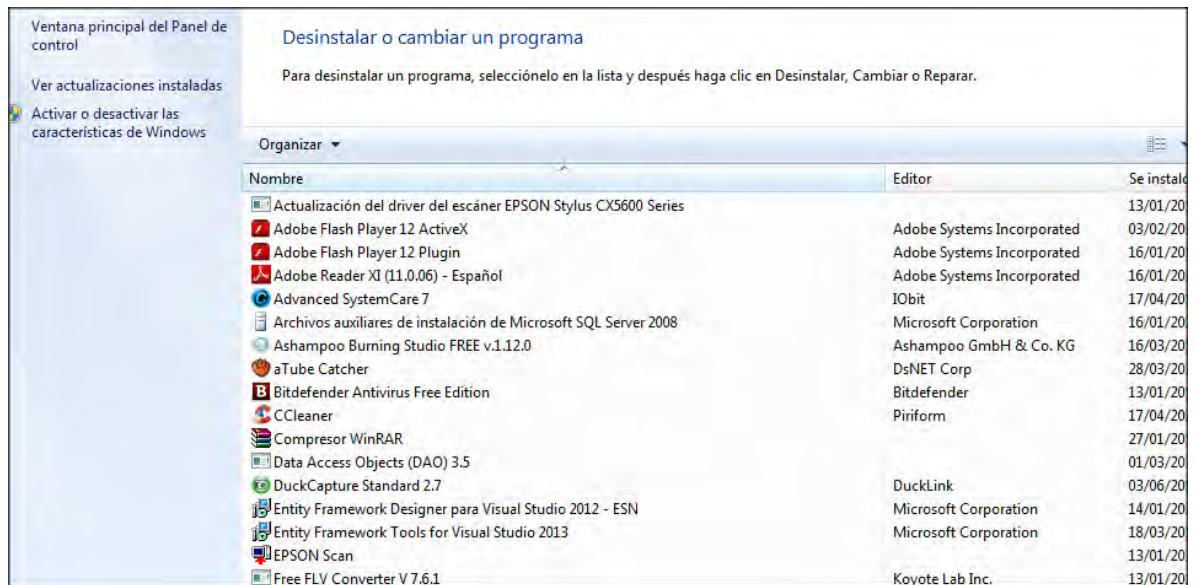 Ventana principal del Panel de
control
Ver actualizaciones instaladas
Activar o desactivar las
características de Windows
Desinstalar o cambiar un programa
Para desinstalar un programa, selecciónelo en la lista y después haga clic en Desinstalar, Cambiar o Reparar.
Organizar
Nombre Editor Se instaló
Actualización del driver del escáner EPSON Stylus CX5600 Series 13/01/20
Adobe Flash Player 12 ActiveX Adobe Systems Incorporated 03/02/20
Adobe Flash Player 12 Plugin Adobe Systems Incorporated 16/01/20
Adobe Reader XI (11.0.06) - Español Adobe Systems Incorporated 16/01/20
Advanced SystemCare 7 IObit 17/04/20
Archivos auxiliares de instalación de Microsoft SQL Server 2008 Microsoft Corporation 16/01/20
Ashampoo Burning Studio FREE v.1.12.0 Ashampoo GmbH & Co. KG 16/03/20
aTube Catcher DsNET Corp 28/03/20
Bitdefender Antivirus Free Edition Bitdefender 13/01/20
CCleaner Piriform 17/04/20
Compresor WinRAR 27/01/20
Data Access Objects (DAO) 3.5 01/03/20
DuckCapture Standard 2.7 DuckLink 03/06/20
Entity Framework Designer para Visual Studio 2012 - ESN Microsoft Corporation 14/01/20
Entity Framework Tools for Visual Studio 2013 Microsoft Corporation 18/03/20
EPSON Scan 13/01/20
Free FLV Converter V 7.6.1 Koyote Lab Inc. 13/01/20